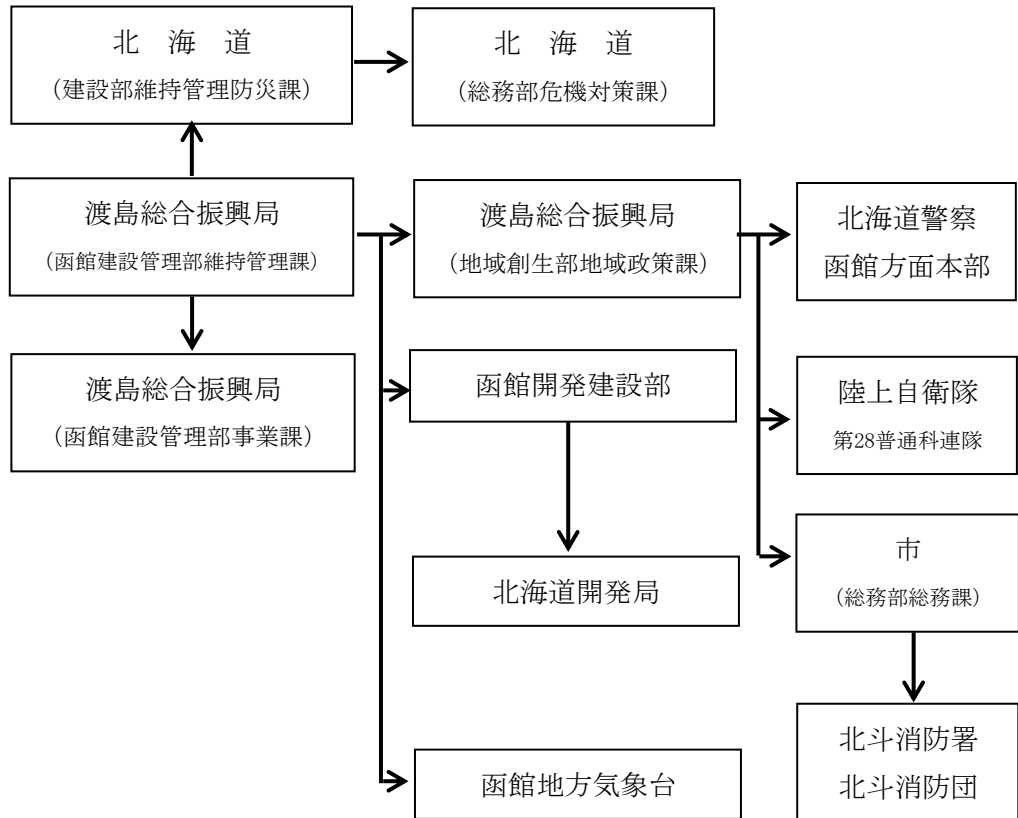 北　海　道
（建設部維持管理防災課）
北　海　道
（総務部危機対策課）
渡島総合振興局
（函館建設管理部維持管理課）
渡島総合振興局
（地域創生部地域政策課）
北海道警察
函館方面本部
渡島総合振興局
（函館建設管理部事業課）
函館開発建設部
陸上自衛隊
第28普通科連隊
北海道開発局
市
（総務部総務課）
函館地方気象台
北斗消防署
北斗消防団